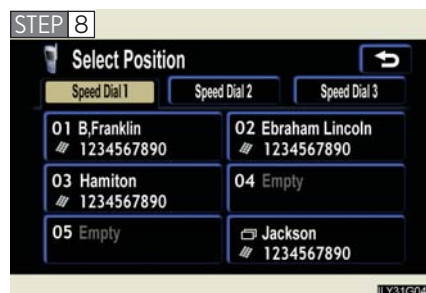 STEP 8
Select Position
Speed Dial 1 Speed Dial 2 Speed Dial 3
01 B,Franklin 02 Ebraham Lincoln
1234567890 1234567890
03 Hamiton 04 Empty
1234567890
05 Empty Jackson
1234567890
ILY31G04